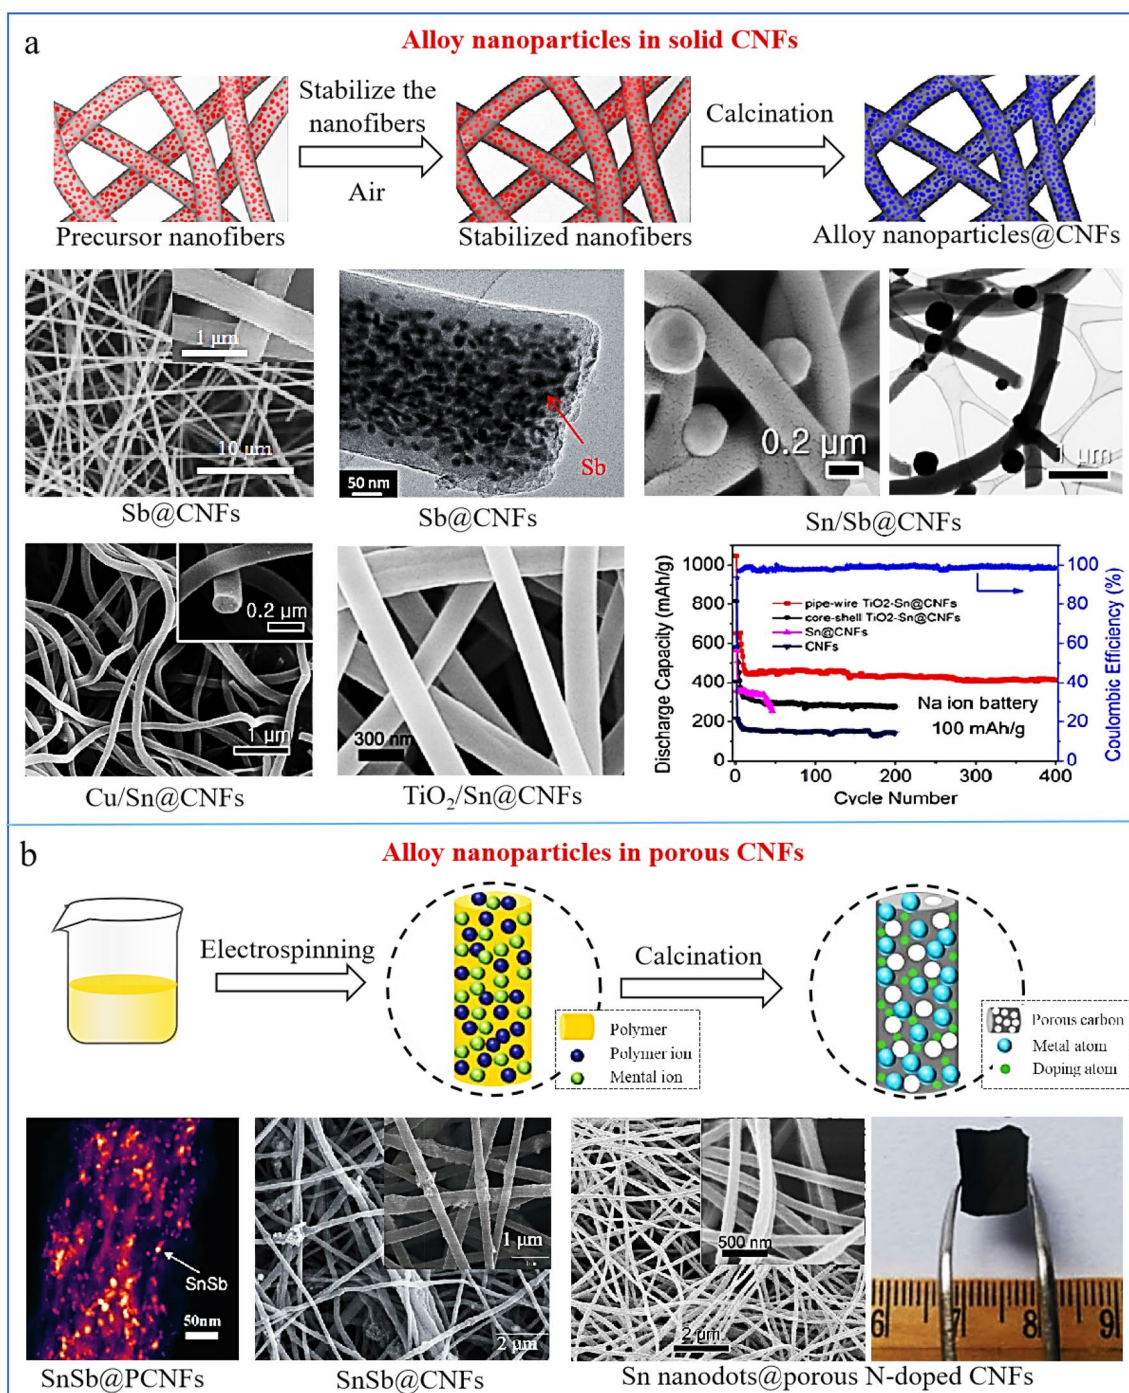 a
Alloy nanoparticles in solid CNFs
Stabilize the
nanofibers
Air
Calcination
Precursor nanofibers
Stabilized nanofibers
Alloy nanoparticles@CNFs
1 μm
10 μm
Sb@CNFs
Sb
50 nm
Sb@CNFs
0.2 μm
1 μm
Sn/Sb@CNFs
0.2 μm
1 μm
Cu/Sn@CNFs
300 nm
TiO₂/Sn@CNFs
Discharge Capacity (mAh/g)
1000
800
600
400
200
0
pipe-wire TiO2-Sn@CNFs
core-shell TiO2-Sn@CNFs
Sn@CNFs
CNFs
Na ion battery
100 mAh/g
100
80
60
40
20
0
Coulombic Efficiency (%)
0 100 200 300 400
Cycle Number
b
Alloy nanoparticles in porous CNFs
Electrospinning
Calcination
Polymer
Polymer ion
Mental ion
Porous carbon
Metal atom
Doping atom
SnSb
50nm
SnSb@PCNFs
1 μm
2 μm
SnSb@CNFs
500 nm
2 μm
6 7 8 9
Sn nanodots@porous N-doped CNFs